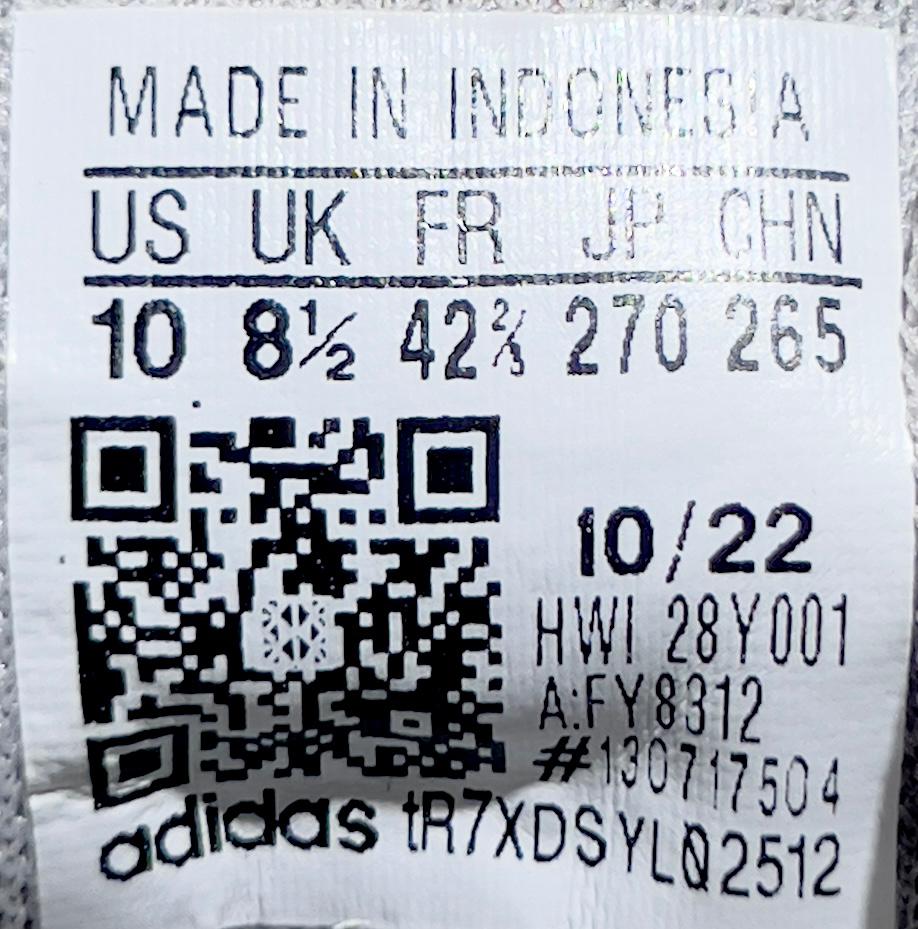 MADE IN INDONESIA
US UK FR JP CHN
10 8½ 42⅔ 270 265
10/22
HWI 28Y001
A:FY8312
#130717504
adidas tR7XDSYLQ2512